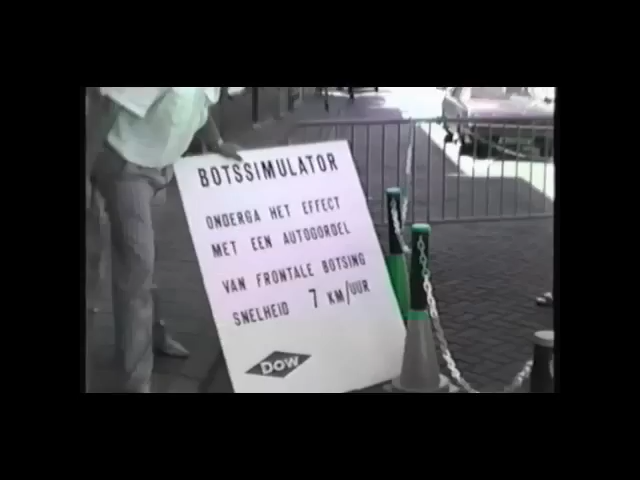 BOTSSIMULATOR
ONDERGA HET EFFECT
MET EEN AUTOGORDEL
VAN FRONTALE BOTSING
SNELHEID 7 KM/UUR
DOW